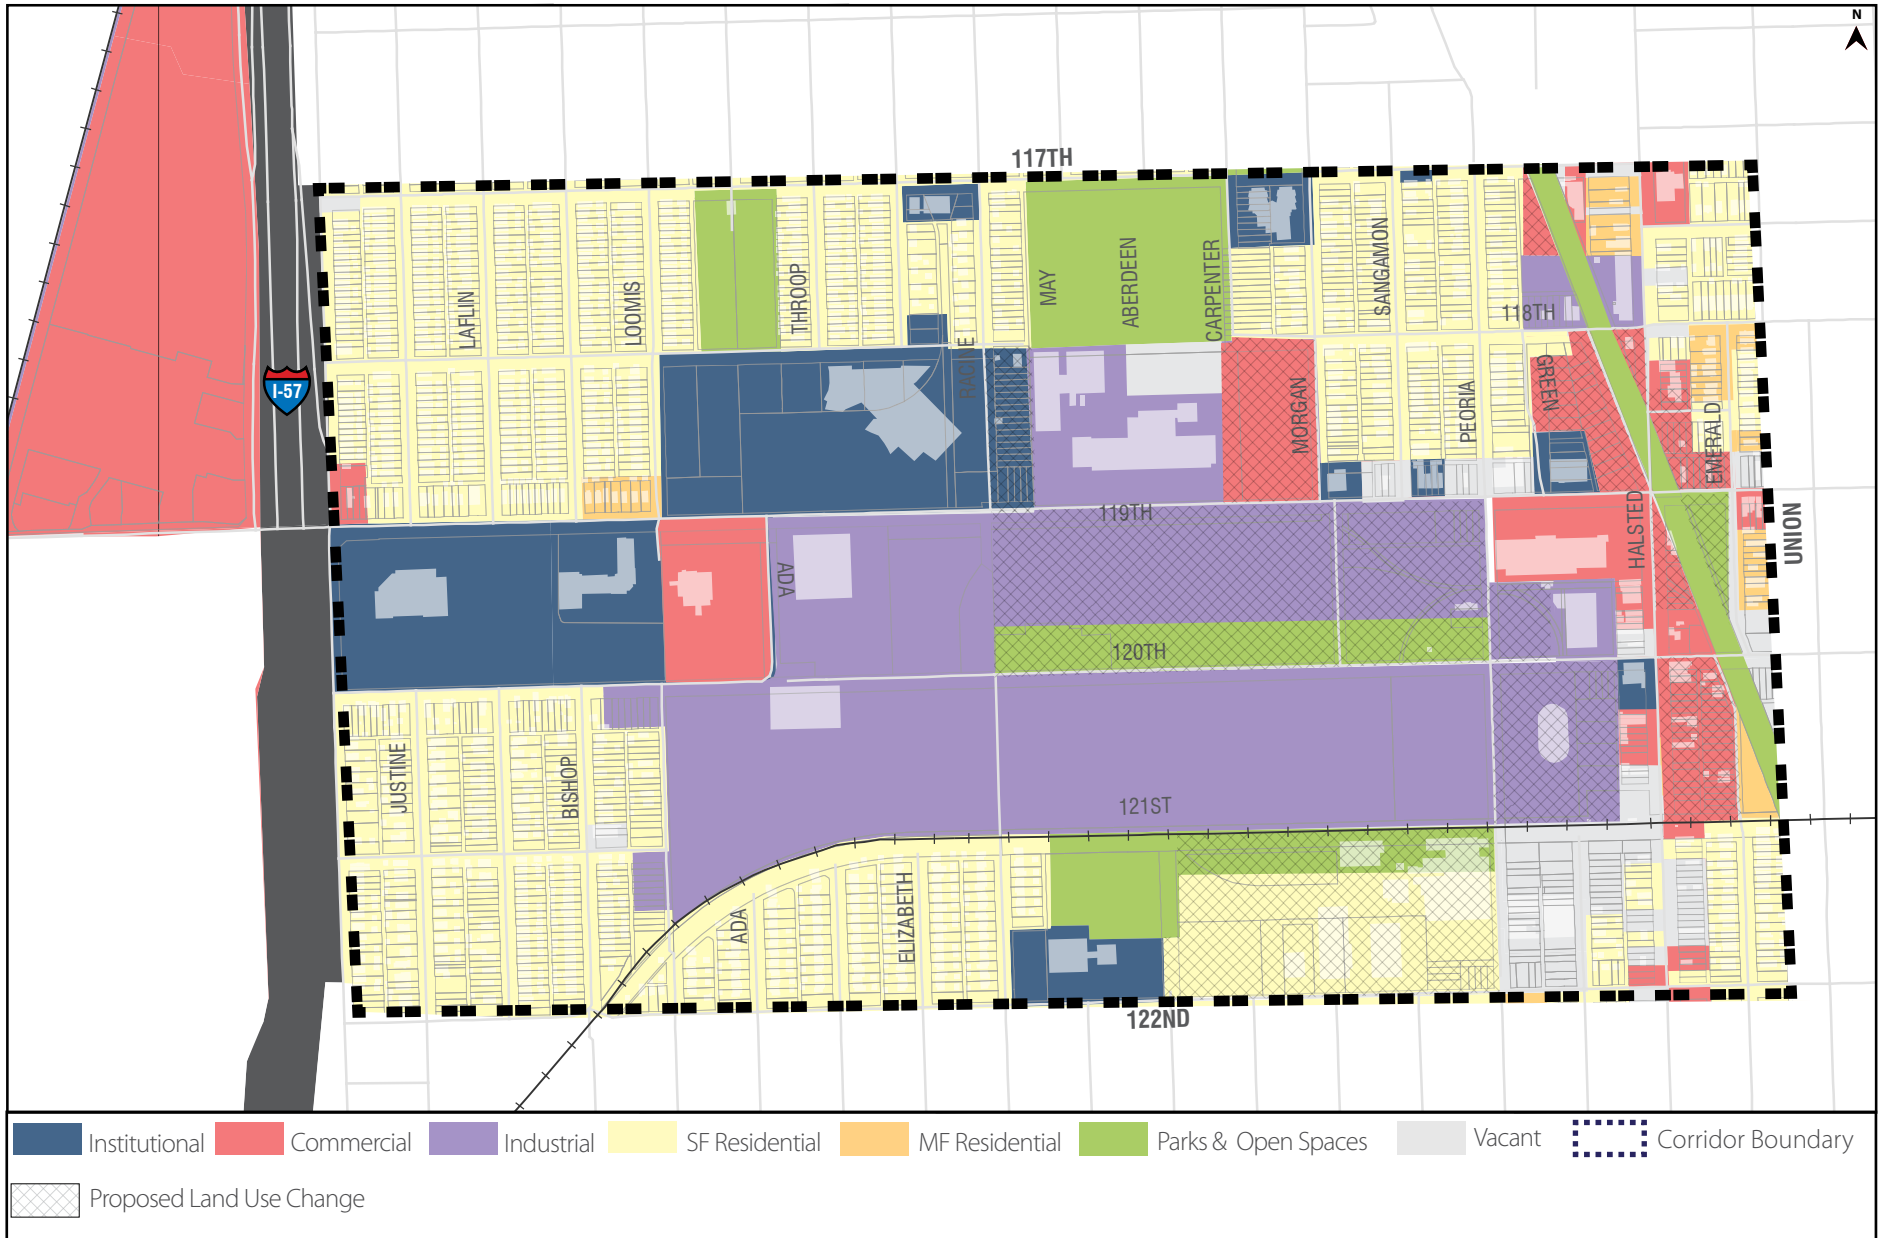 N
117TH
LAFLIN
LOOMIS
THROOP
RACINE
MAY
ABERDEEN
CARPENTER
MORGAN
SANGAMON
PEORIA
118TH
GREEN
EMERALD
I-57
119TH
HALSTED
UNION
ADA
120TH
JUSTINE
BISHOP
121ST
ADA
ELIZABETH
122ND
Institutional Commercial Industrial SF Residential MF Residential Parks & Open Spaces Vacant Corridor Boundary
Proposed Land Use Change